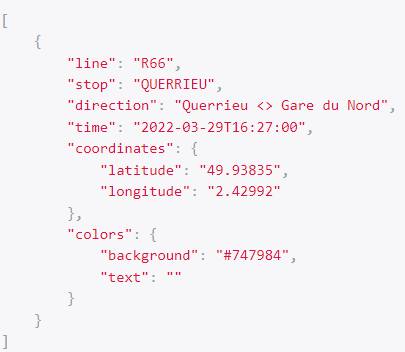 [
    {
        "line": "R66",
        "stop": "QUERRIEU",
        "direction": "Querrieu <> Gare du Nord",
        "time": "2022-03-29T16:27:00",
        "coordinates": {
            "latitude": "49.93835",
            "longitude": "2.42992"
        },
        "colors": {
            "background": "#747984",
            "text": ""
        }
    }
]